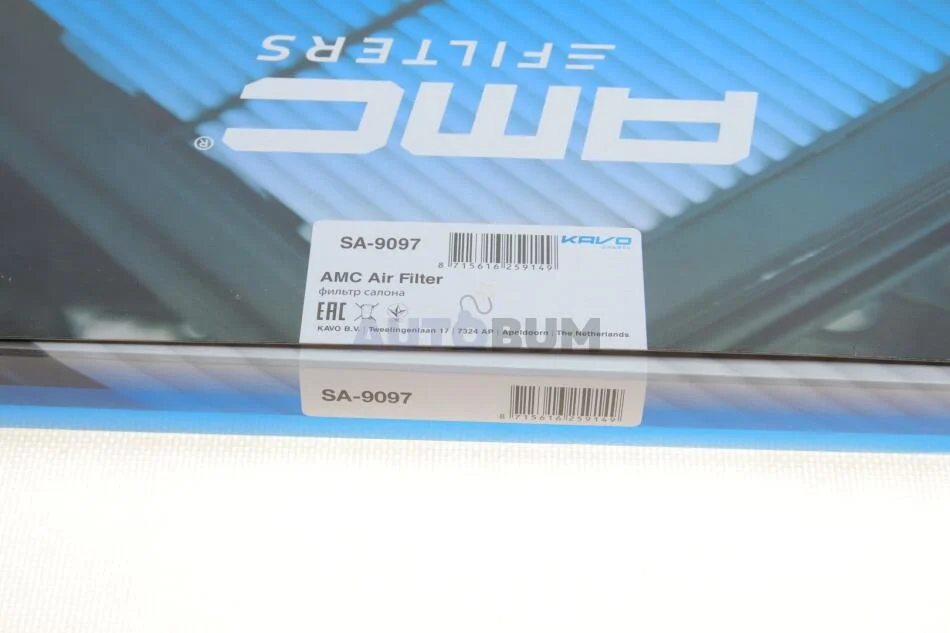 FILTERS
AMC®
SA-9097
8 715616 259149
KAVO
PARTS
AMC Air Filter
фильтр салона
EAC
KAVO B.V. | Tweelingenlaan 17 | 7324 AP | Apeldoorn | The Netherlands
AUTOBUM
SA-9097
8 715616 259149